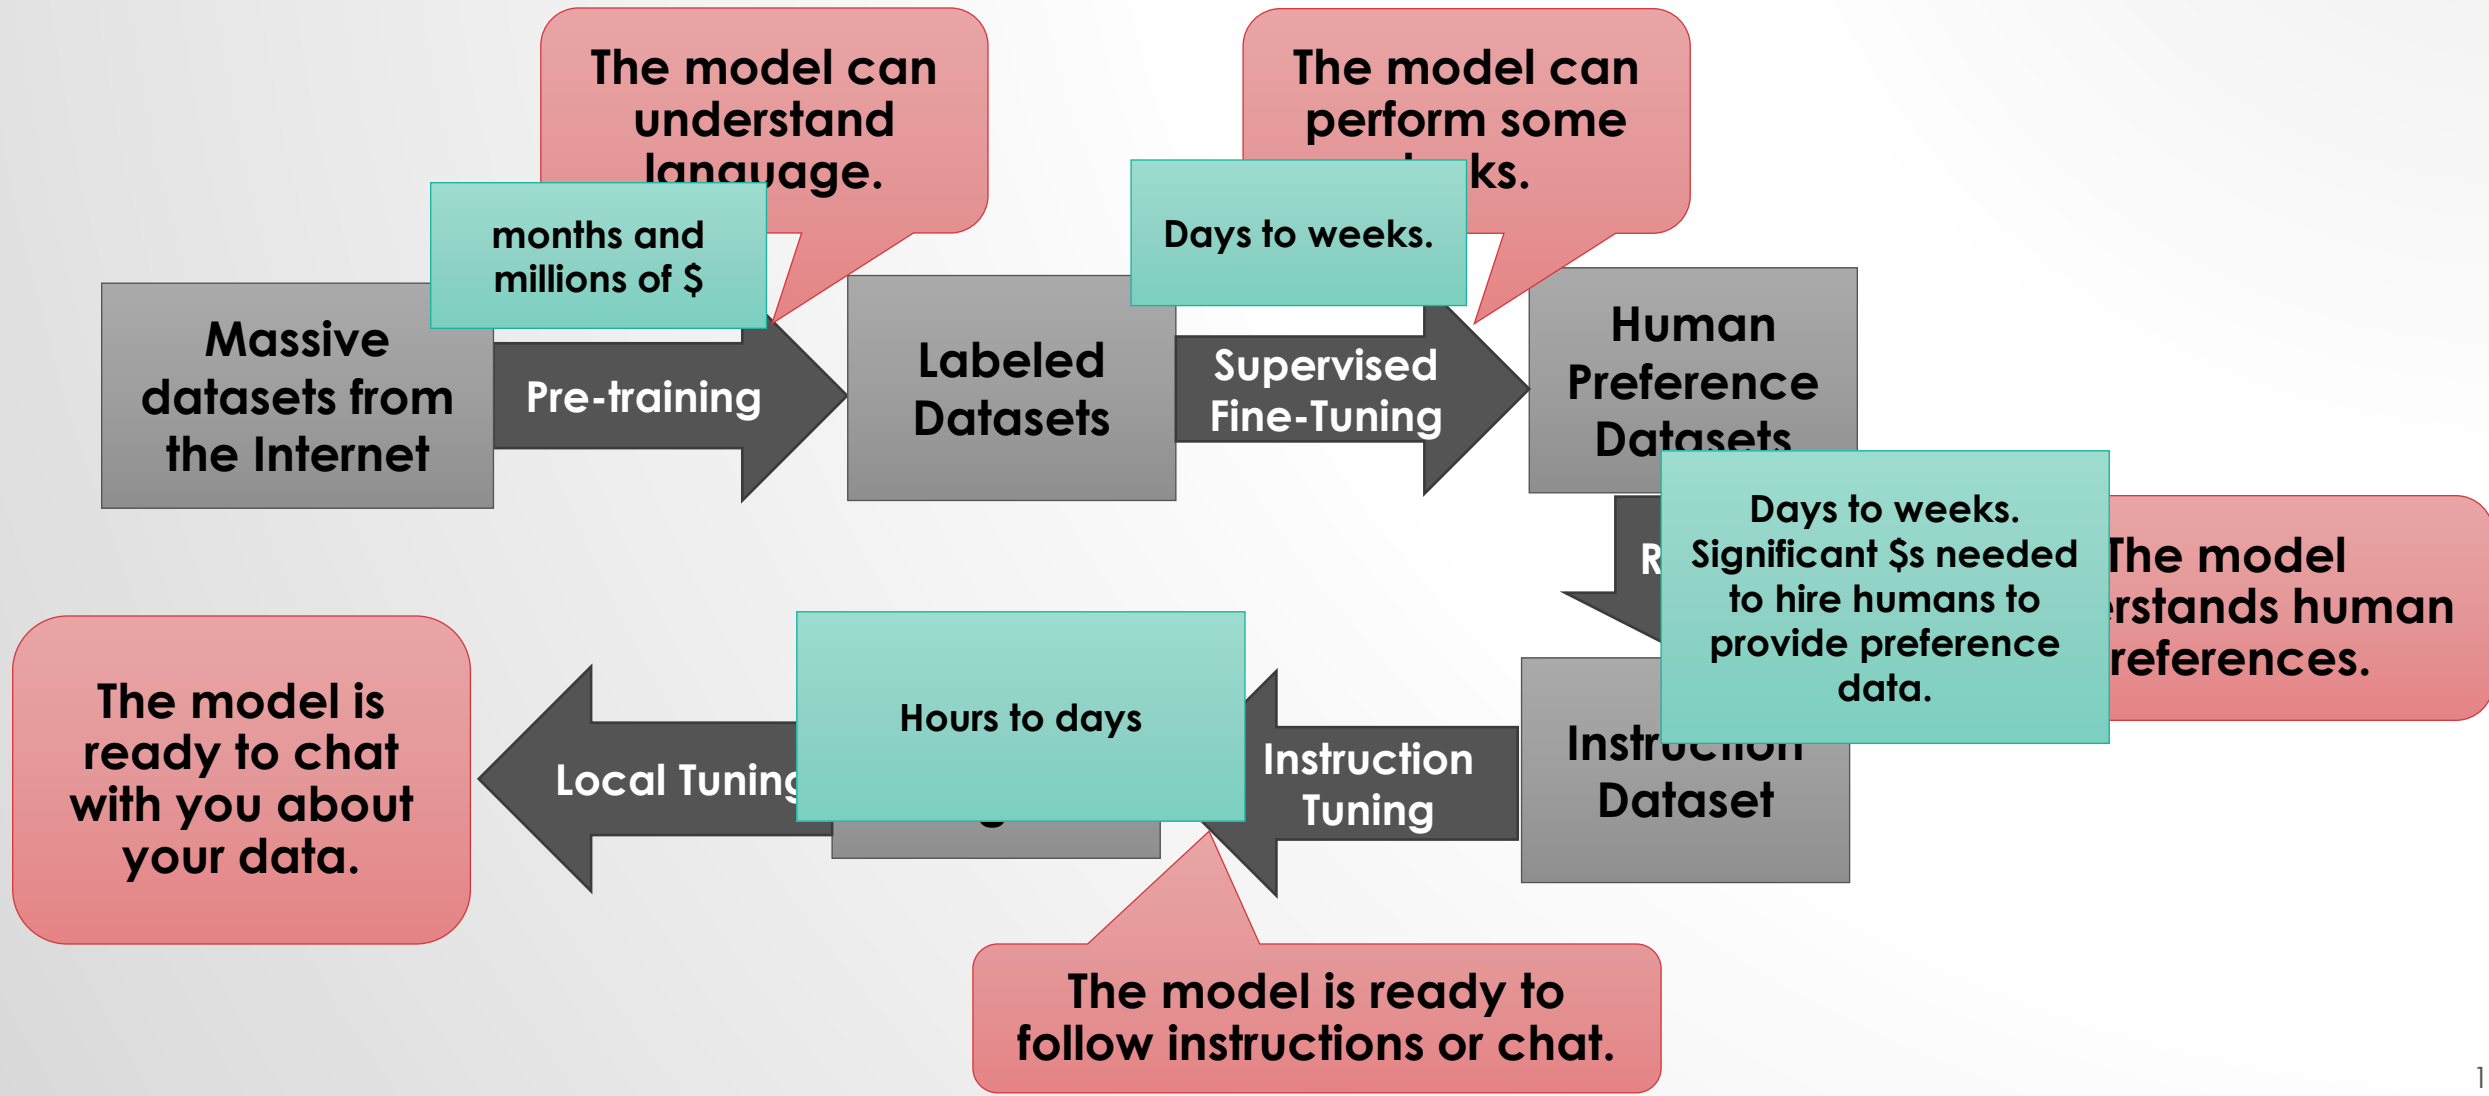 The model can
understand
language.
The model can
perform some
months and
millions of $
Days to weeks.
Massive
datasets from
the Internet
Pre-training
Labeled
Datasets
Supervised
Fine-Tuning
Human
Preference
Datasets
Days to weeks.
Significant $s needed
to hire humans to
provide preference
data.
The model
human
The model is
ready to chat
with you about
your data.
Local Tuning
Hours to days
Instruction
Tuning
Instruction
Dataset
The model is ready to
follow instructions or chat.
1